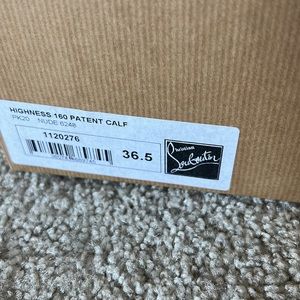 HIGHNESS 160 PATENT CALF
PK20 NUDE 6248
1120276
36.5
Christian
Louboutin